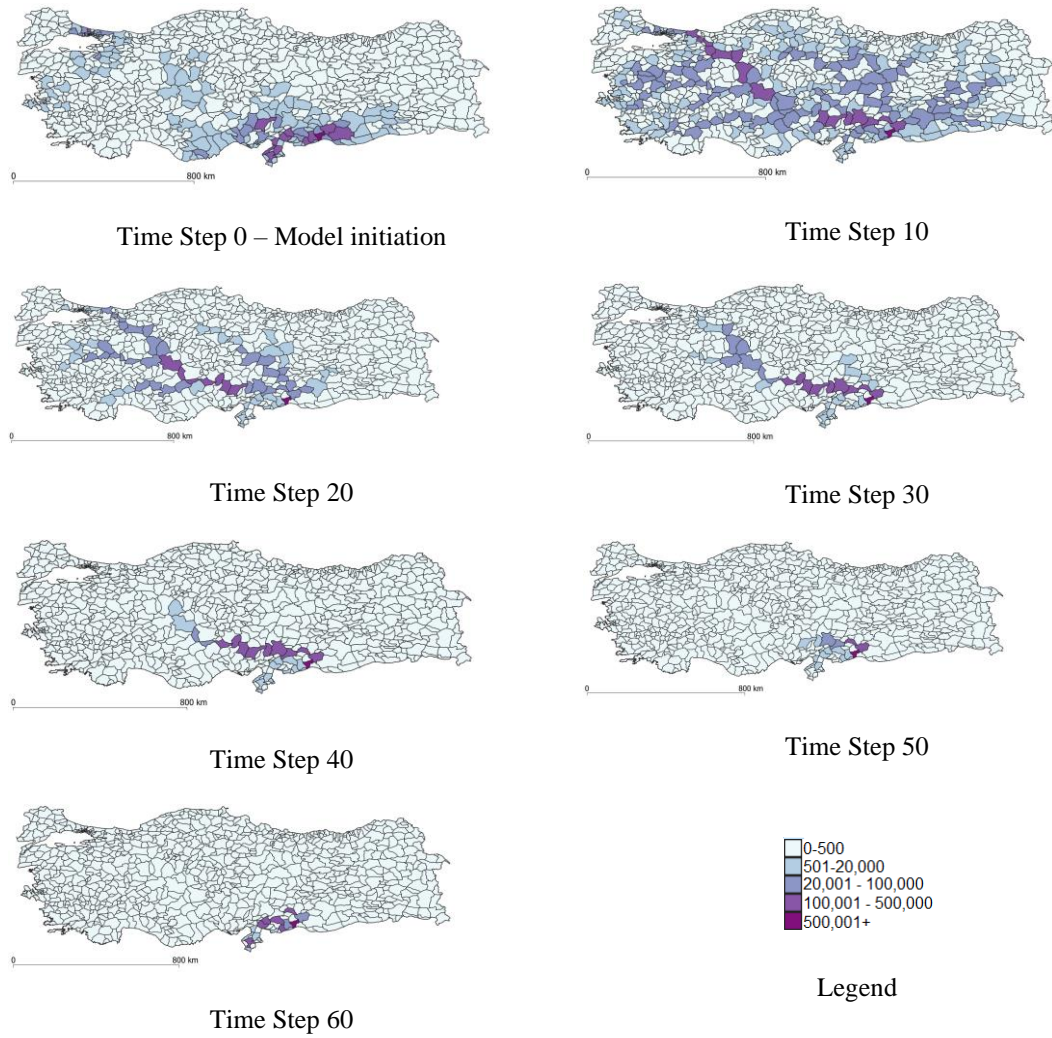 0
800 km
0
800 km
Time Step 0 – Model initiation
Time Step 10
0
800 km
0
800 km
Time Step 20
Time Step 30
0
800 km
0
800 km
Time Step 40
Time Step 50
0
800 km
Time Step 60
0-500
501-20,000
20,001 - 100,000
100,001 - 500,000
500,001+
Legend